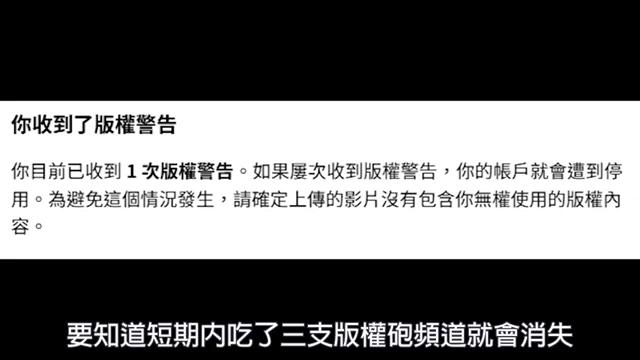 你收到了版權警告
你目前已收到 1 次版權警告。如果屢次收到版權警告，你的帳戶就會遭到停
用。為避免這個情況發生，請確定上傳的影片沒有包含你無權使用的版權內
容。
要知道短期內吃了三支版權砲頻道就會消失